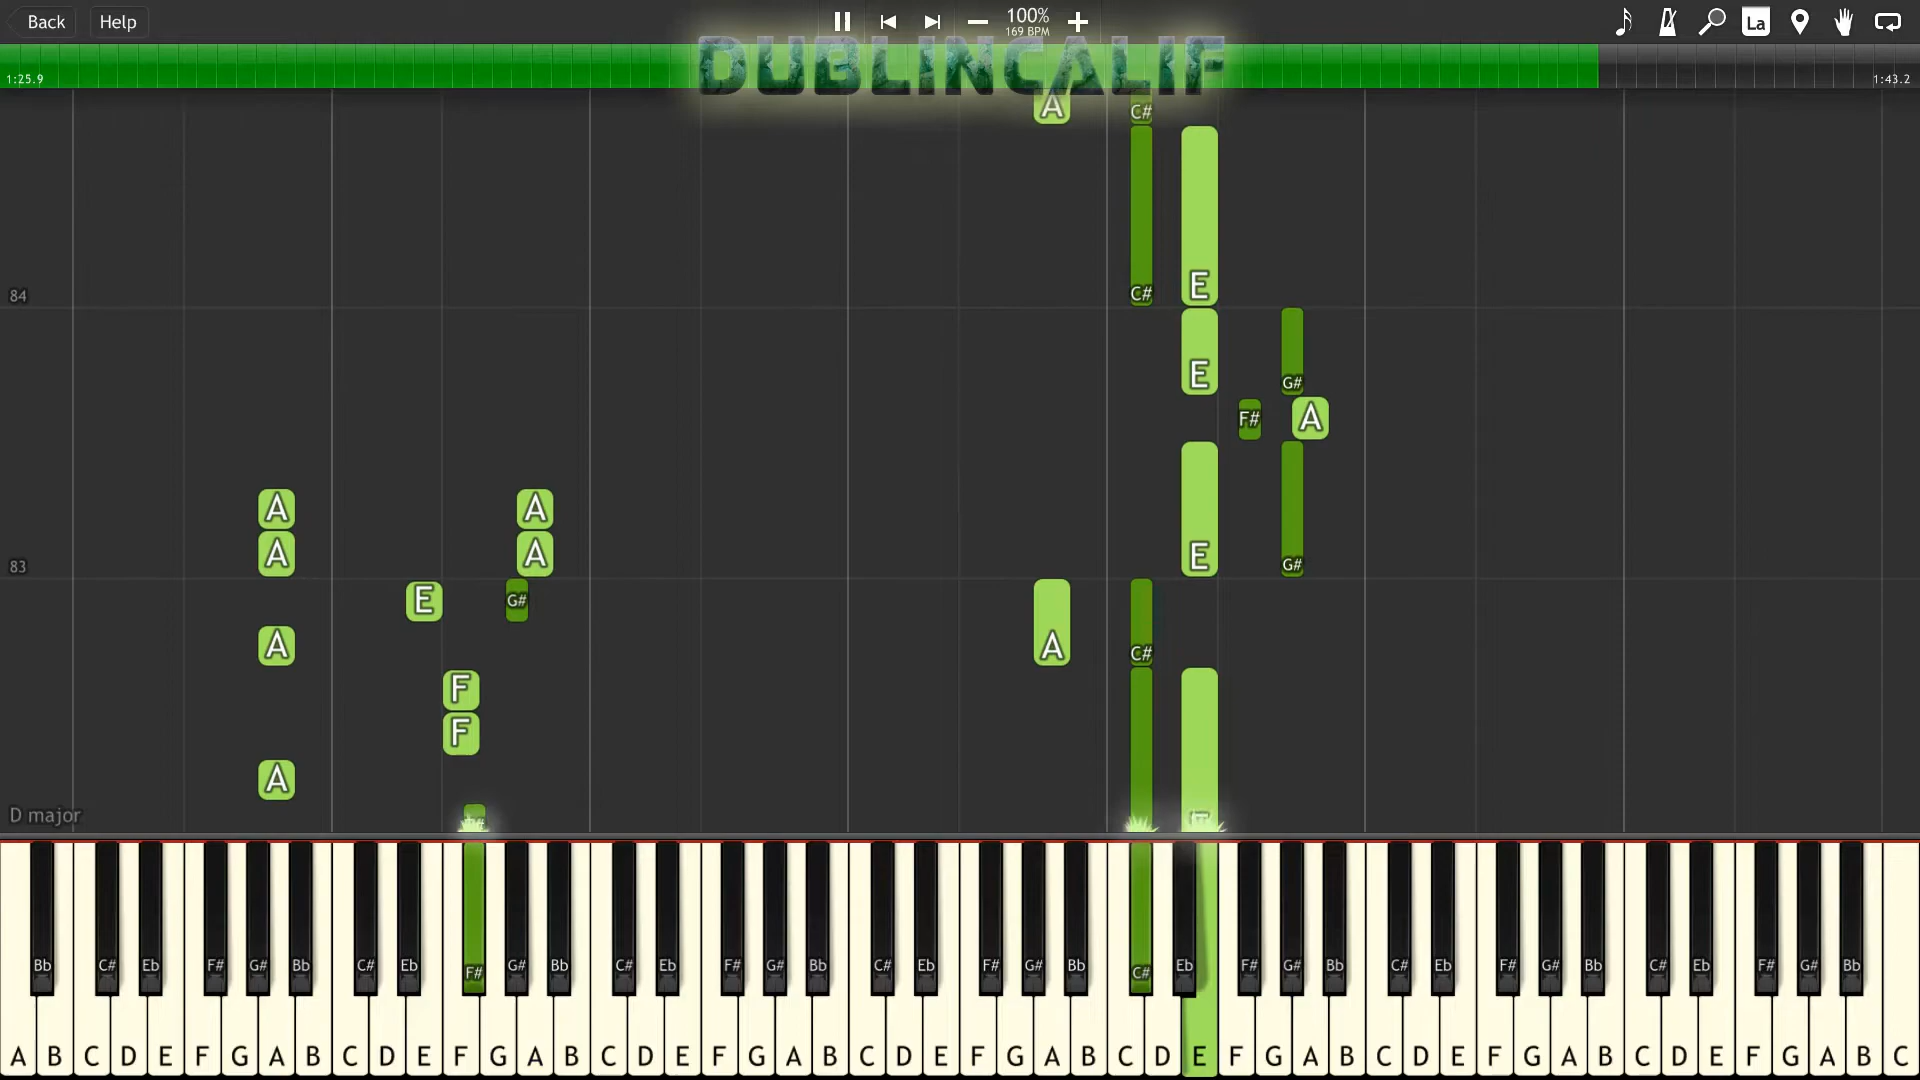 Back Help 100% La
169 BPM
DUBLINCALIF
1:25.9 1:43.2
A C#
84 C# E
E G#
F# A
A A
83 A A E G#
E G#
A A C#
F
F
A
D major F# E
Bb C# Eb F# G# Bb C# Eb F# G# Bb C# Eb F# G# Bb C# Eb F# G# Bb C# Eb F# G# Bb C# Eb F# G# Bb C# Eb F# G# Bb
A B C D E F G A B C D E F G A B C D E F G A B C D E F G A B C D E F G A B C D E F G A B C D E F G A B C